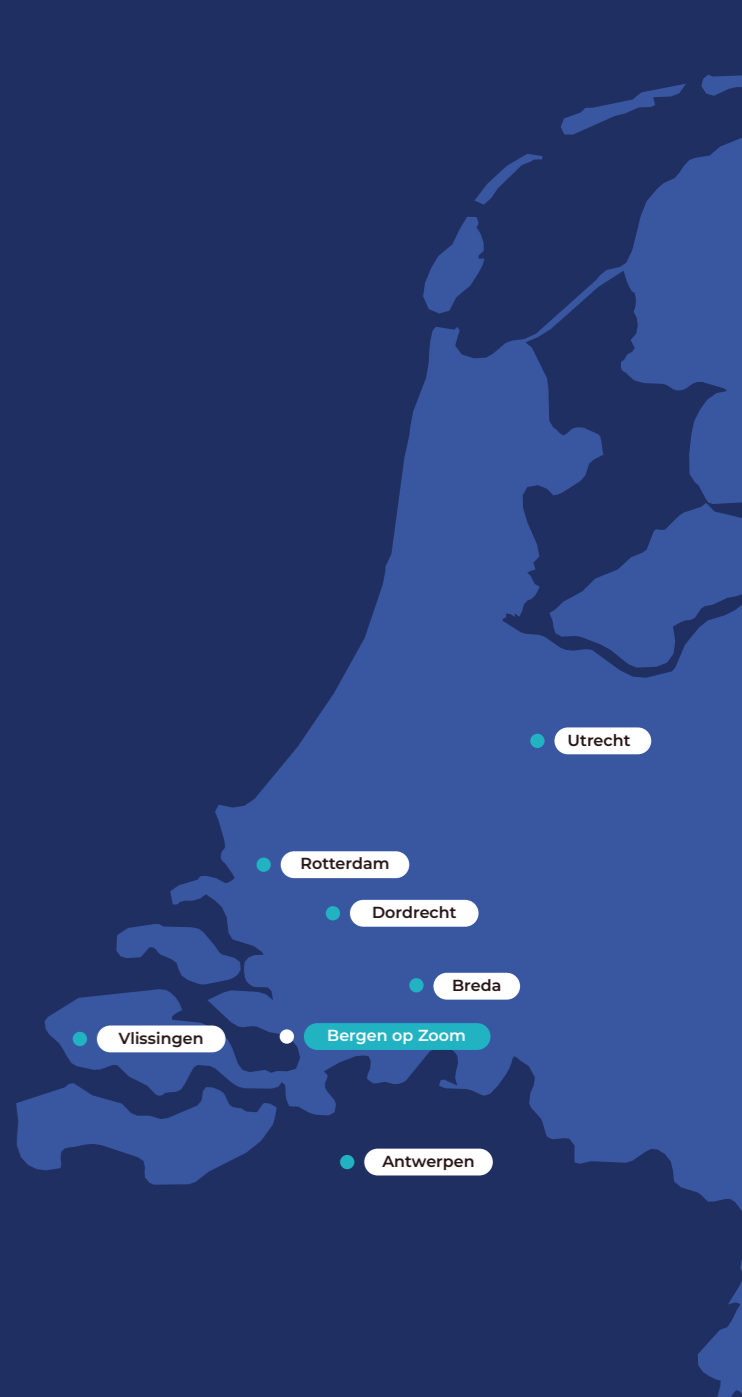 Utrecht
Rotterdam
Dordrecht
Breda
Bergen op Zoom
Vlissingen
Antwerpen